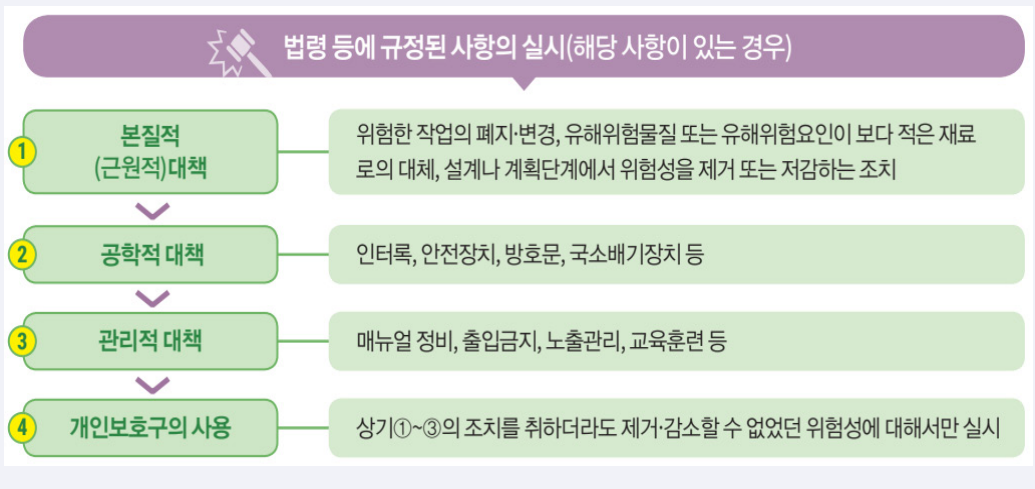 법령 등에 규정된 사항의 실시(해당 사항이 있는 경우)
1
본질적
(근원적)대책
위험한 작업의 폐지·변경, 유해위험물질 또는 유해위험요인이 보다 적은 재료
로의 대체, 설계나 계획단계에서 위험성을 제거 또는 저감하는 조치
2
공학적 대책
인터록, 안전장치, 방호문, 국소배기장치 등
3
관리적 대책
매뉴얼 정비, 출입금지, 노출관리, 교육훈련 등
4
개인보호구의 사용
상기①~③의 조치를 취하더라도 제거·감소할 수 없었던 위험성에 대해서만 실시